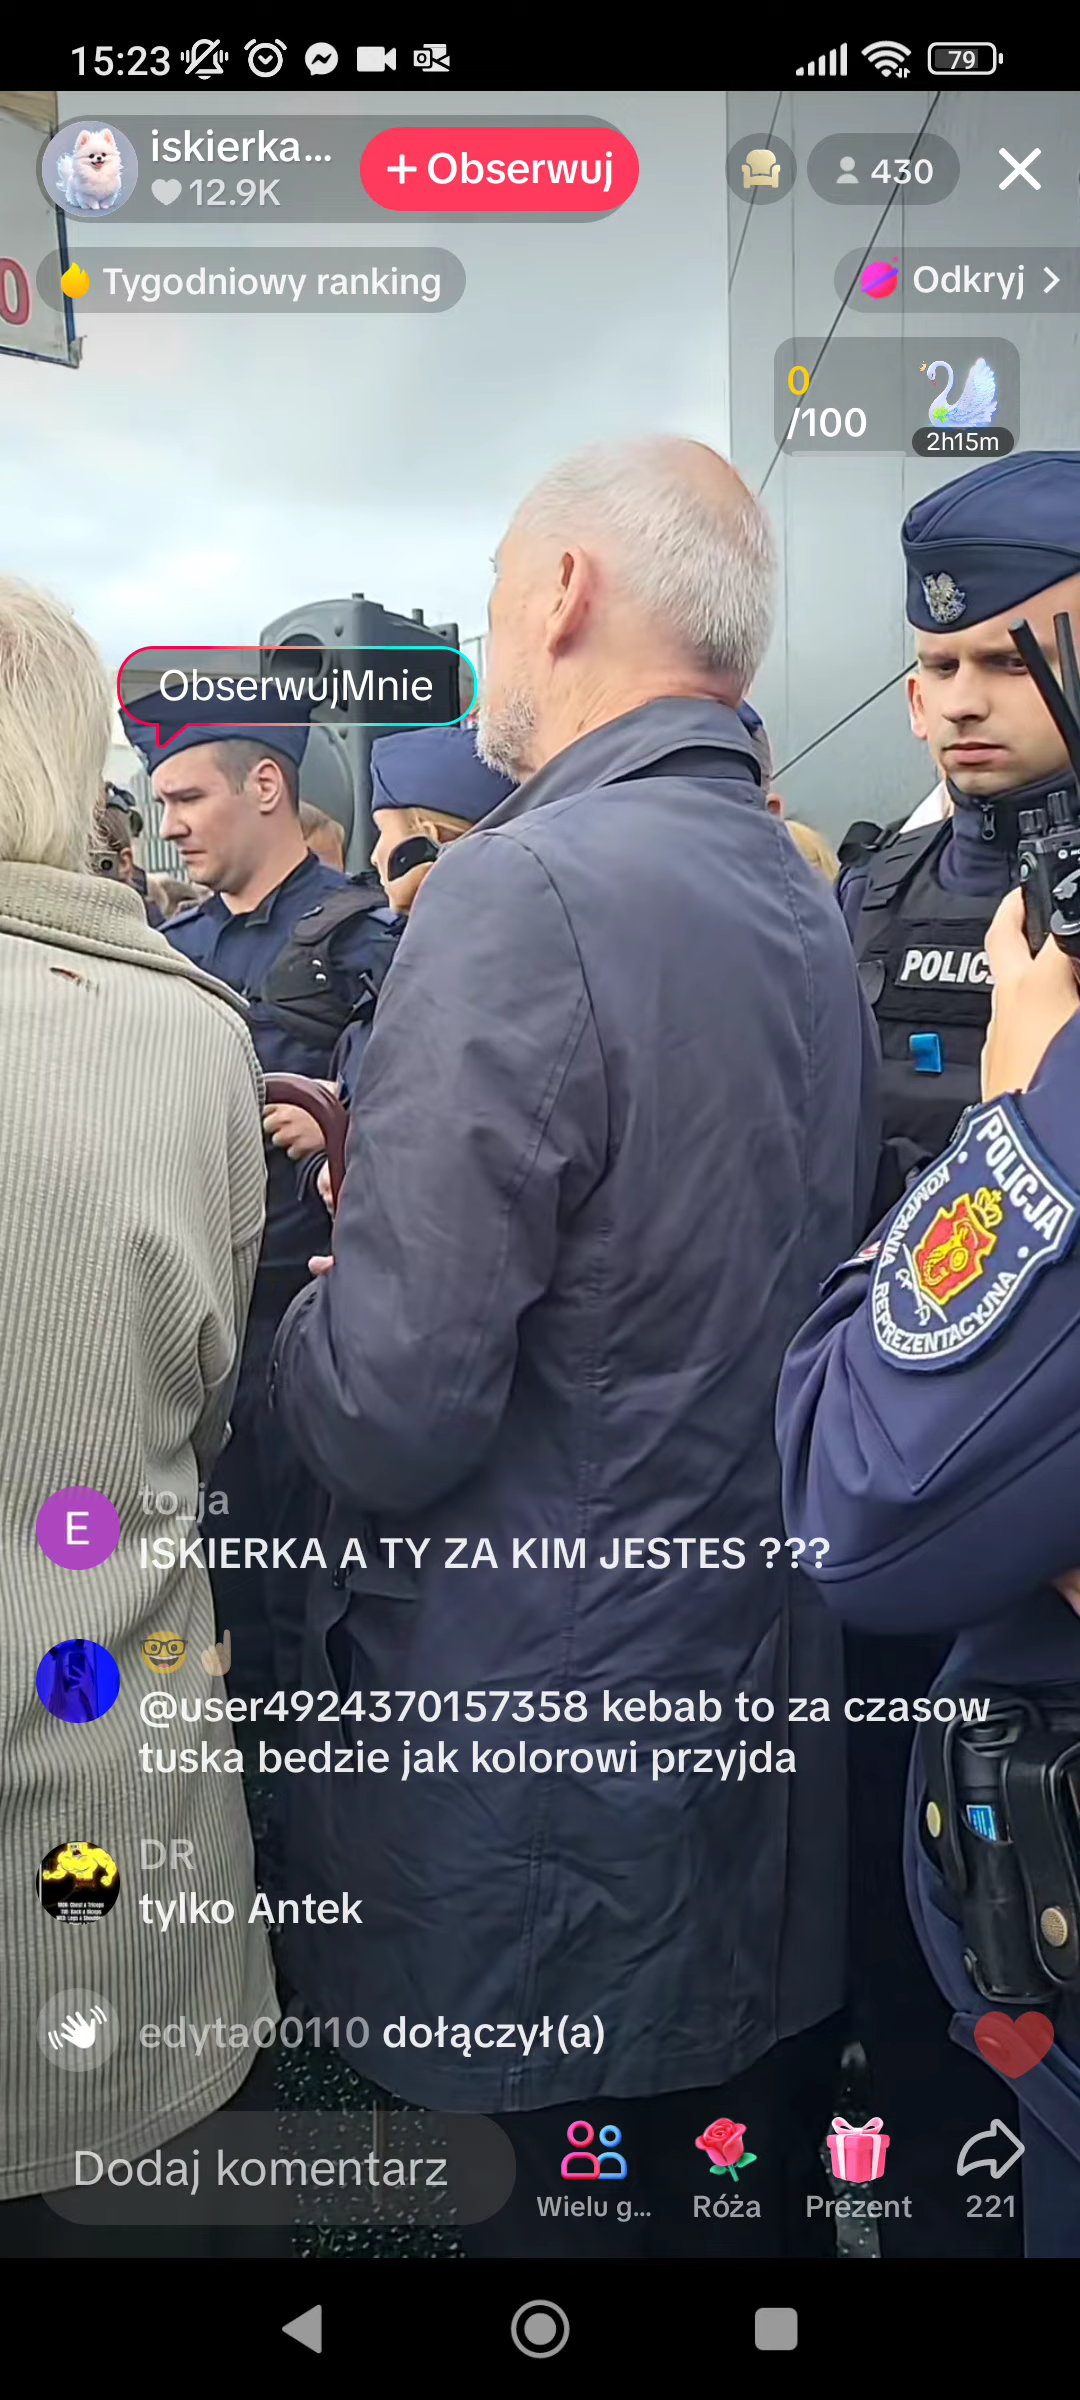 15:23
79
iskierka...
12.9K
+ Obserwuj
430
Tygodniowy ranking
Odkryj
0
0
/100
2h15m
ObserwujMnie
POLIC
POLICJA
KOMPANIA
REPREZENTACYJNA
E
to_ja
ISKIERKA A TY ZA KIM JESTES ???
@user4924370157358 kebab to za czasow
tuska bedzie jak kolorowi przyjda
DR
tylko Antek
edyta00110 dołączył(a)
Dodaj komentarz
Wielu g...
Róża
Prezent
221